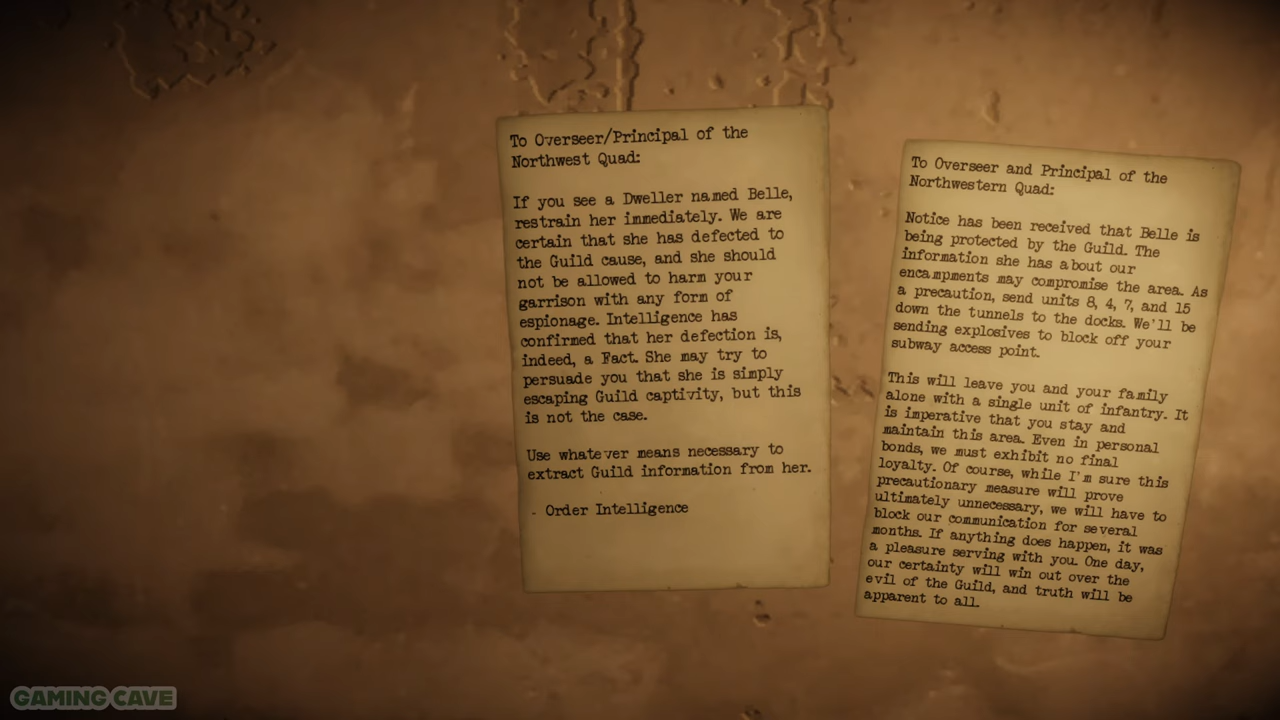 To Overseer/Principal of the
Northwest Quad:
If you see a Dweller named Belle,
restrain her immediately. We are
certain that she has defected to
the Guild cause, and she should
not be allowed to harm your
garrison with any form of
espionage. Intelligence has
confirmed that her defection is,
indeed, a Fact. She may try to
persuade you that she is simply
escaping Guild captivity, but this
is not the case.
Use whatever means necessary to
extract Guild information from her.
- Order Intelligence
To Overseer and Principal of the
Northwestern Quad:
Notice has been received that Belle is
being protected by the Guild. The
information she has about our
encampments may compromise the area. As
a precaution, send units 8, 4, 7, and 15
down the tunnels to the docks. We'll be
sending explosives to block off your
subway access point.
This will leave you and your family
alone with a single unit of infantry. It
is imperative that you stay and
maintain this area. Even in personal
bonds, we must exhibit no final
loyalty. Of course, while I'm sure this
precautionary measure will prove
ultimately unnecessary, we will have to
block our communication for several
months. If anything does happen, it was
a pleasure serving with you. One day,
our certainty will win out over the
evil of the Guild, and truth will be
apparent to all.
GAMING CAVE